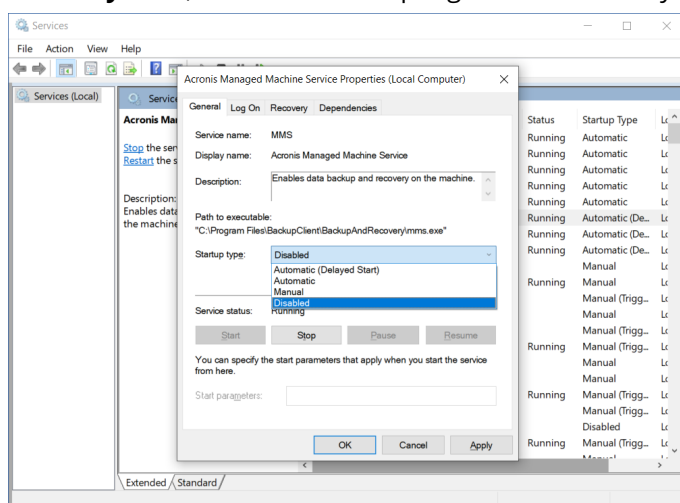 Services
File Action View Help
Services (Local)
Acronis Managed Machine Service Properties (Local Computer)
General Log On Recovery Dependencies
Service name: MMS
Display name: Acronis Managed Machine Service
Description: Enables data backup and recovery on the machine.
Path to executable:
"C:\Program Files\BackupClient\BackupAndRecovery\mms.exe"
Startup type: Disabled
Automatic (Delayed Start)
Automatic
Manual
Disabled
Service status: Running
Start Stop Pause Resume
You can specify the start parameters that apply when you start the service
from here.
Start parameters:
OK Cancel Apply
Stop the
Restart the
Description:
Enables data
the machine
Status Startup Type
Running Automatic
Running Automatic
Running Automatic
Running Automatic
Running Automatic
Running Automatic (De...
Running Automatic (De...
Running Automatic (De...
Manual
Running Manual
Manual (Trigg...
Manual
Manual (Trigg...
Running Manual (Trigg...
Manual
Manual
Running Manual (Trigg...
Manual (Trigg...
Disabled
Running Manual (Trigg...
Extended Standard